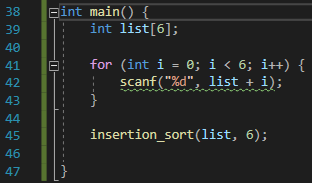 38 int main() {
39 int list[6];
40
41 for (int i = 0; i < 6; i++) {
42 scanf("%d", list + i);
43 }
44
45 insertion_sort(list, 6);
46
47 }